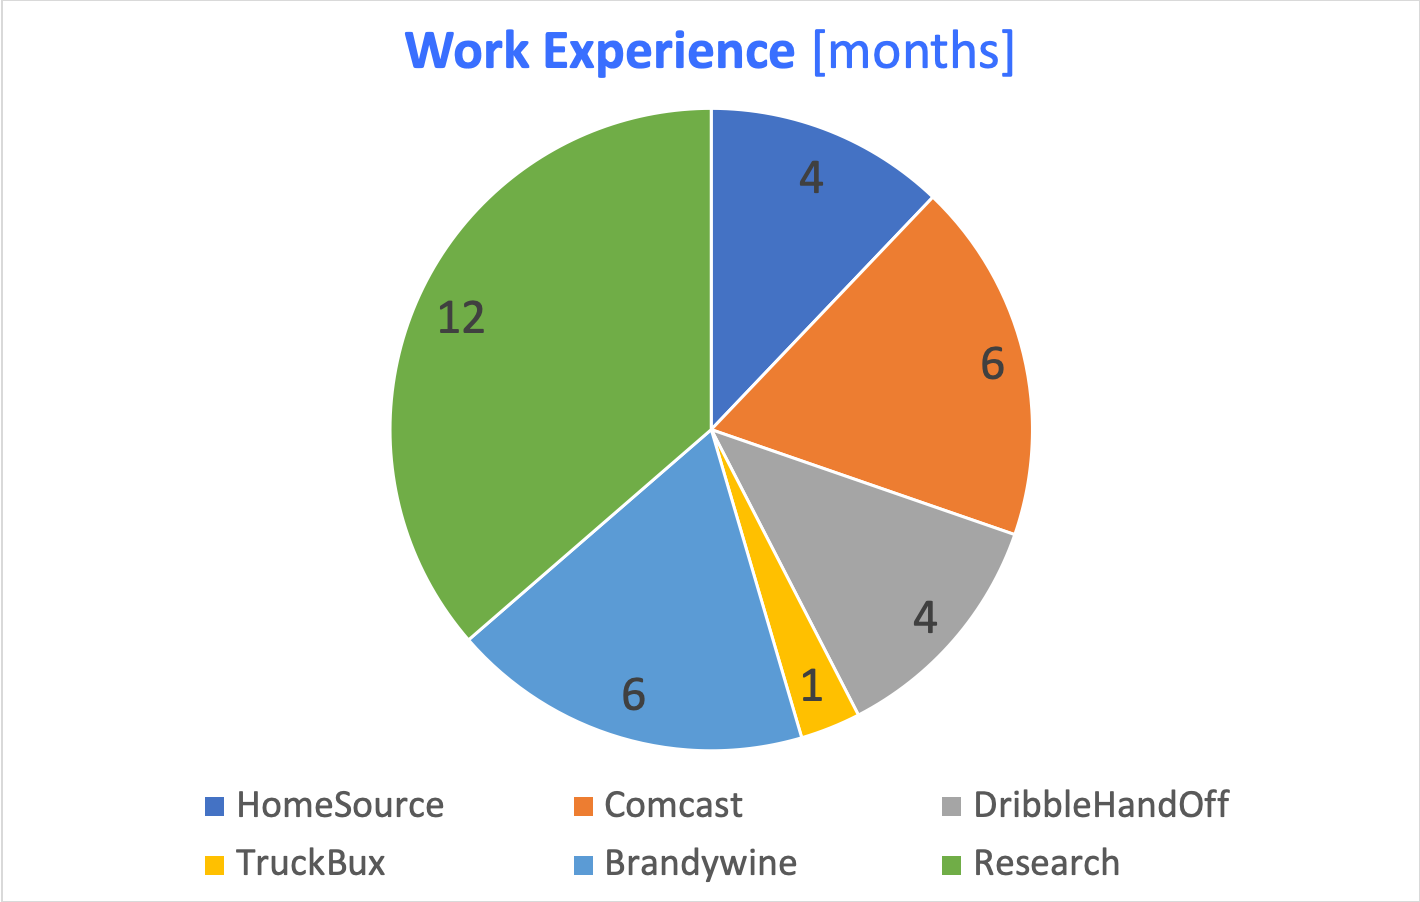 Work Experience [months]
4
6
4
1
6
12
HomeSource
Comcast
DribbleHandOff
TruckBux
Brandywine
Research